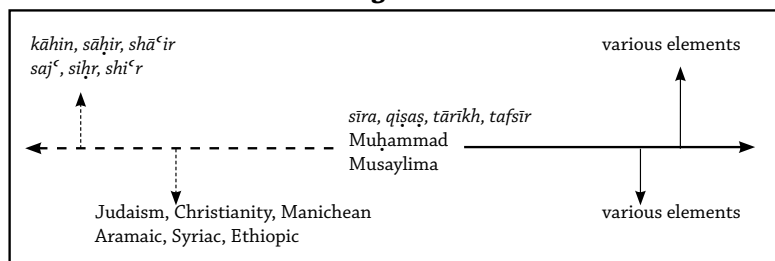 kāhin, sāḥir, shāʿir
sajʿ, siḥr, shiʿr
various elements
sīra, qiṣaṣ, tārīkh, tafsīr
Muḥammad
Musaylima
Judaism, Christianity, Manichean
Aramaic, Syriac, Ethiopic
various elements